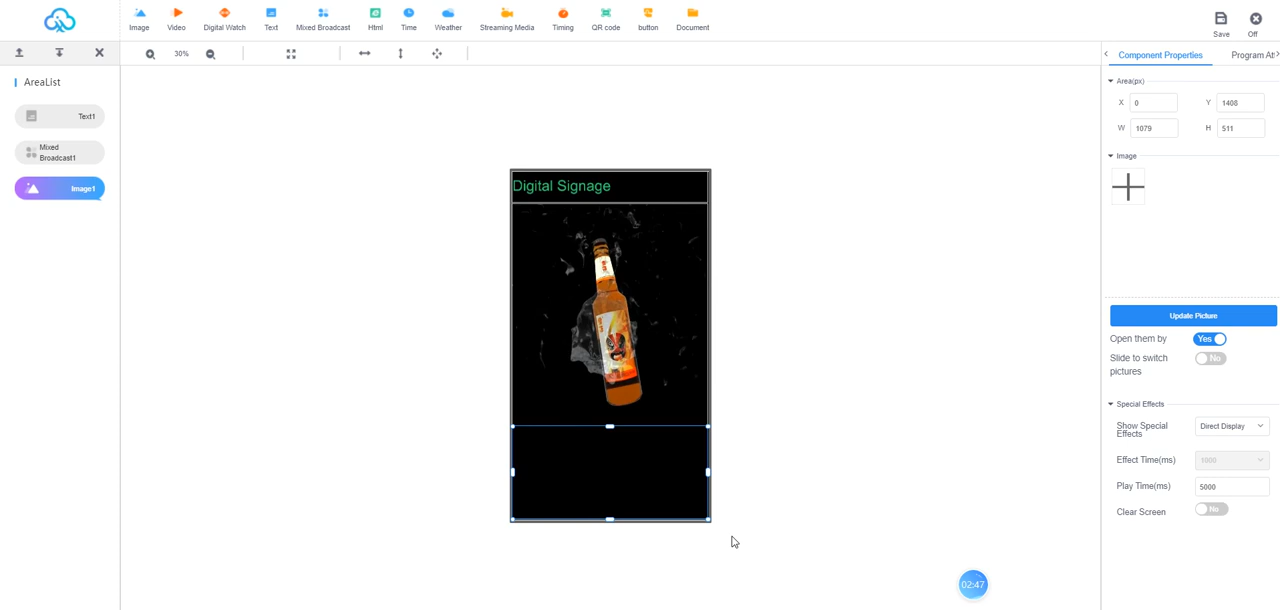 Image Video Digital Watch Text Mixed Broadcast Html Time Weather Streaming Media Timing QR code button Document
Save Off
30%
Component Properties Program Att
AreaList
Text1
Mixed
Broadcast1
Image1
Digital Signage
Area(px)
X 0 Y 1408
W 1079 H 511
Image
Update Picture
Open them by Yes
Slide to switch
pictures No
Special Effects
Show Special
Effects Direct Display
Effect Time(ms) 1000
Play Time(ms) 5000
Clear Screen No
02:47